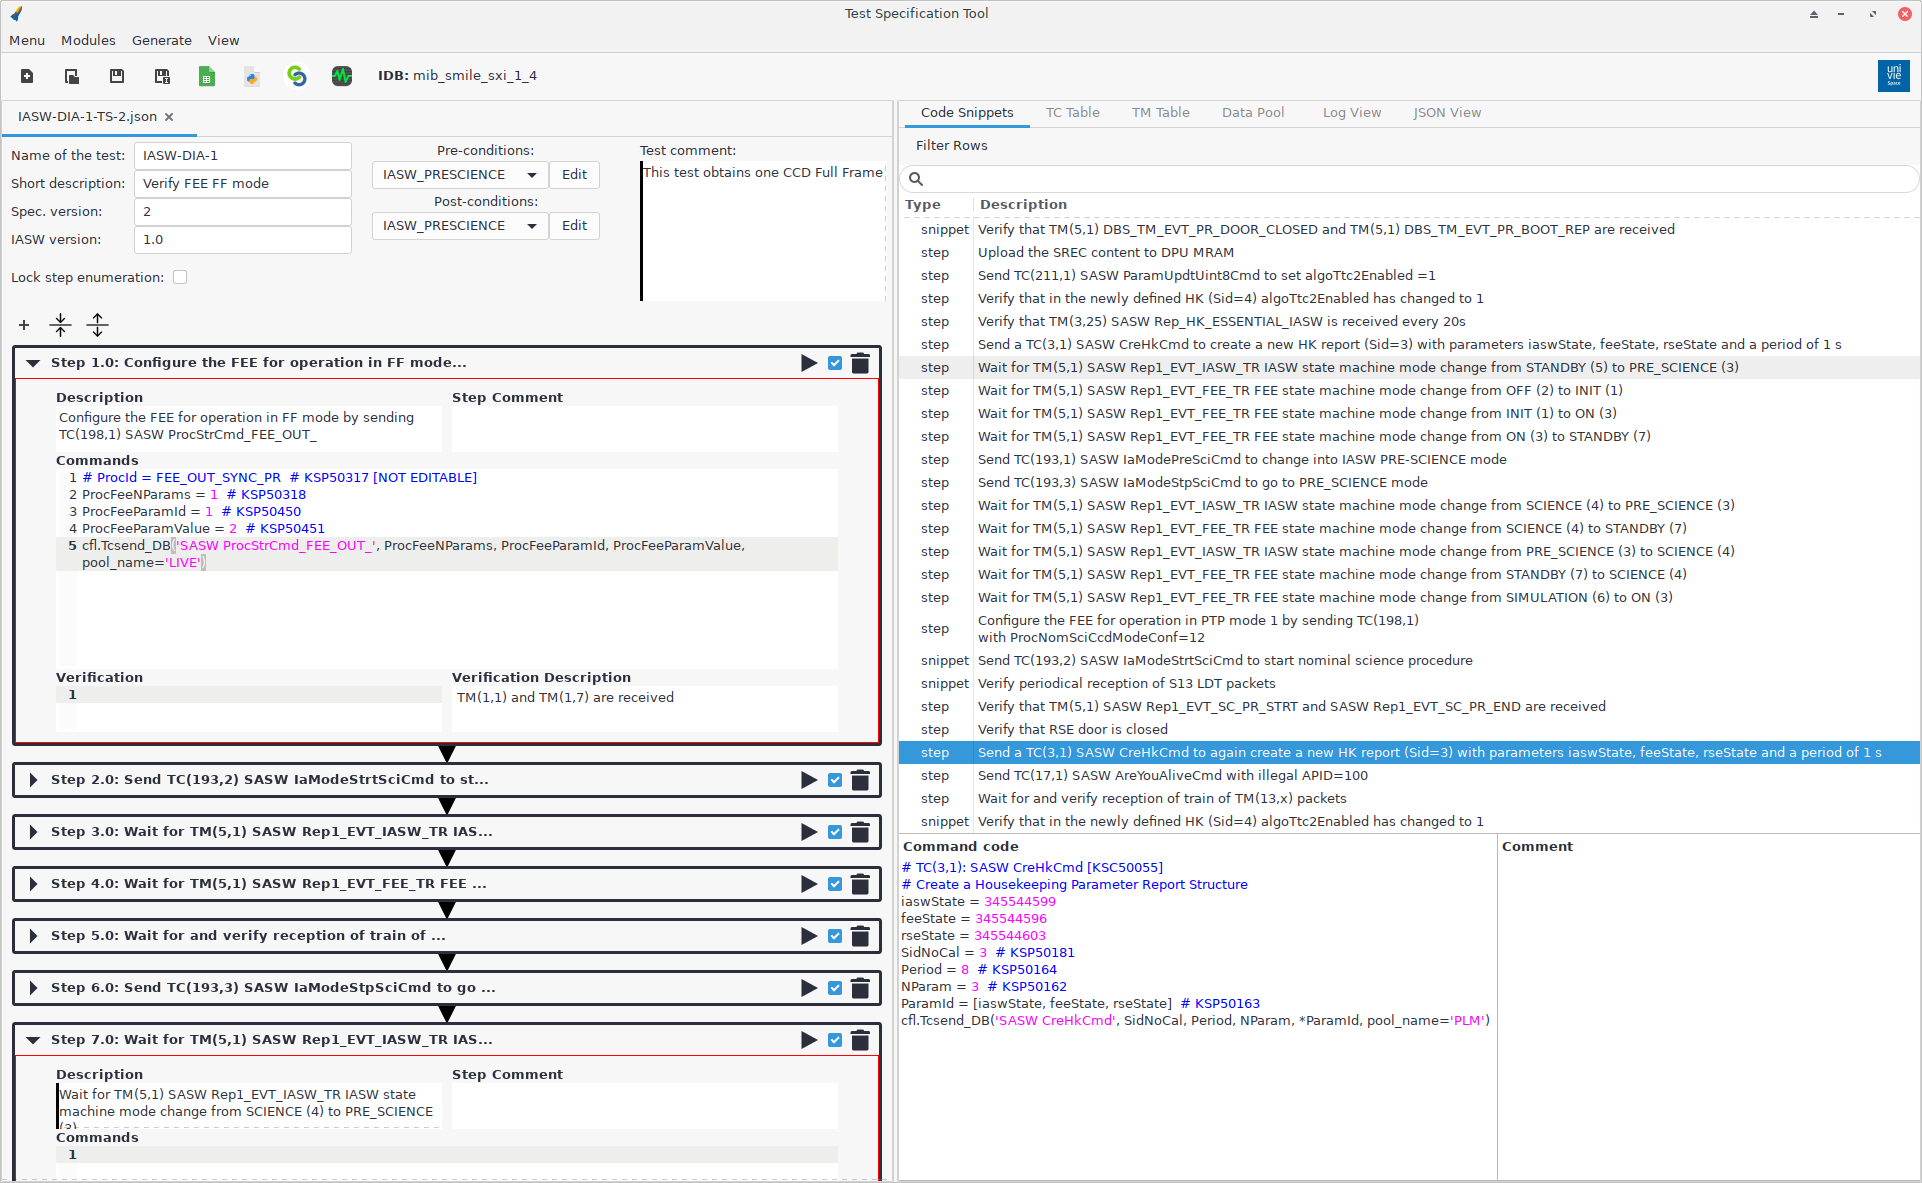 Test Specification Tool
Menu Modules Generate View
IDB: mib_smile_sxi_1_4
uni
vie
Space
IASW-DIA-1-TS-2.json
Name of the test: IASW-DIA-1
Short description: Verify FEE FF mode
Spec. version: 2
IASW version: 1.0
Lock step enumeration:
Pre-conditions:
IASW_PRESCIENCE Edit
Post-conditions:
IASW_PRESCIENCE Edit
Test comment:
This test obtains one CCD Full Frame
Step 1.0: Configure the FEE for operation in FF mode...
Description
Configure the FEE for operation in FF mode by sending
TC(198,1) SASW ProcStrCmd_FEE_OUT_
Step Comment
Commands
1 # ProcId = FEE_OUT_SYNC_PR  # KSP50317 [NOT EDITABLE]
2 ProcFeeNParams = 1  # KSP50318
3 ProcFeeParamId = 1  # KSP50450
4 ProcFeeParamValue = 2  # KSP50451
5 cfl.Tcsend_DB('SASW ProcStrCmd_FEE_OUT_', ProcFeeNParams, ProcFeeParamId, ProcFeeParamValue,
pool_name='LIVE')
Verification
1
Verification Description
TM(1,1) and TM(1,7) are received
Step 2.0: Send TC(193,2) SASW IaModeStrtSciCmd to st...
Step 3.0: Wait for TM(5,1) SASW Rep1_EVT_IASW_TR IAS...
Step 4.0: Wait for TM(5,1) SASW Rep1_EVT_FEE_TR FEE ...
Step 5.0: Wait for and verify reception of train of ...
Step 6.0: Send TC(193,3) SASW IaModeStpSciCmd to go ...
Step 7.0: Wait for TM(5,1) SASW Rep1_EVT_IASW_TR IAS...
Description
Wait for TM(5,1) SASW Rep1_EVT_IASW_TR IASW state
machine mode change from SCIENCE (4) to PRE_SCIENCE
(3)
Step Comment
Commands
1
Code Snippets TC Table TM Table Data Pool Log View JSON View
Filter Rows
Type Description
snippet Verify that TM(5,1) DBS_TM_EVT_PR_DOOR_CLOSED and TM(5,1) DBS_TM_EVT_PR_BOOT_REP are received
step Upload the SREC content to DPU MRAM
step Send TC(211,1) SASW ParamUpdtUint8Cmd to set algoTtc2Enabled =1
step Verify that in the newly defined HK (Sid=4) algoTtc2Enabled has changed to 1
step Verify that TM(3,25) SASW Rep_HK_ESSENTIAL_IASW is received every 20s
step Send a TC(3,1) SASW CreHkCmd to create a new HK report (Sid=3) with parameters iaswState, feeState, rseState and a period of 1 s
step Wait for TM(5,1) SASW Rep1_EVT_IASW_TR IASW state machine mode change from STANDBY (5) to PRE_SCIENCE (3)
step Wait for TM(5,1) SASW Rep1_EVT_FEE_TR FEE state machine mode change from OFF (2) to INIT (1)
step Wait for TM(5,1) SASW Rep1_EVT_FEE_TR FEE state machine mode change from INIT (1) to ON (3)
step Wait for TM(5,1) SASW Rep1_EVT_FEE_TR FEE state machine mode change from ON (3) to STANDBY (7)
step Send TC(193,1) SASW IaModePreSciCmd to change into IASW PRE-SCIENCE mode
step Send TC(193,3) SASW IaModeStpSciCmd to go to PRE_SCIENCE mode
step Wait for TM(5,1) SASW Rep1_EVT_IASW_TR IASW state machine mode change from SCIENCE (4) to PRE_SCIENCE (3)
step Wait for TM(5,1) SASW Rep1_EVT_FEE_TR FEE state machine mode change from SCIENCE (4) to STANDBY (7)
step Wait for TM(5,1) SASW Rep1_EVT_IASW_TR IASW state machine mode change from PRE_SCIENCE (3) to SCIENCE (4)
step Wait for TM(5,1) SASW Rep1_EVT_FEE_TR FEE state machine mode change from STANDBY (7) to SCIENCE (4)
step Wait for TM(5,1) SASW Rep1_EVT_FEE_TR FEE state machine mode change from SIMULATION (6) to ON (3)
step Configure the FEE for operation in PTP mode 1 by sending TC(198,1)
with ProcNomSciCcdModeConf=12
snippet Send TC(193,2) SASW IaModeStrtSciCmd to start nominal science procedure
snippet Verify periodical reception of S13 LDT packets
step Verify that TM(5,1) SASW Rep1_EVT_SC_PR_STRT and SASW Rep1_EVT_SC_PR_END are received
step Verify that RSE door is closed
step Send a TC(3,1) SASW CreHkCmd to again create a new HK report (Sid=3) with parameters iaswState, feeState, rseState and a period of 1 s
step Send TC(17,1) SASW AreYouAliveCmd with illegal APID=100
step Wait for and verify reception of train of TM(13,x) packets
snippet Verify that in the newly defined HK (Sid=4) algoTtc2Enabled has changed to 1
Command code
# TC(3,1): SASW CreHkCmd [KSC50055]
# Create a Housekeeping Parameter Report Structure
iaswState = 345544599
feeState = 345544596
rseState = 345544603
SidNoCal = 3  # KSP50181
Period = 8  # KSP50164
NParam = 3  # KSP50162
ParamId = [iaswState, feeState, rseState]  # KSP50163
cfl.Tcsend_DB('SASW CreHkCmd', SidNoCal, Period, NParam, *ParamId, pool_name='PLM')
Comment